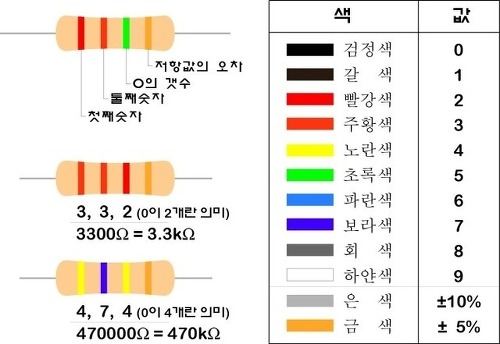 저항값의 오차
0의 갯수
둘째숫자
첫째숫자
3, 3, 2 (0이 2개란 의미)
3300Ω = 3.3kΩ
4, 7, 4 (0이 4개란 의미)
470000Ω = 470kΩ
색 값
검정색 0
갈 색 1
빨강색 2
주황색 3
노란색 4
초록색 5
파란색 6
보라색 7
회 색 8
하얀색 9
은 색 ±10%
금 색 ± 5%